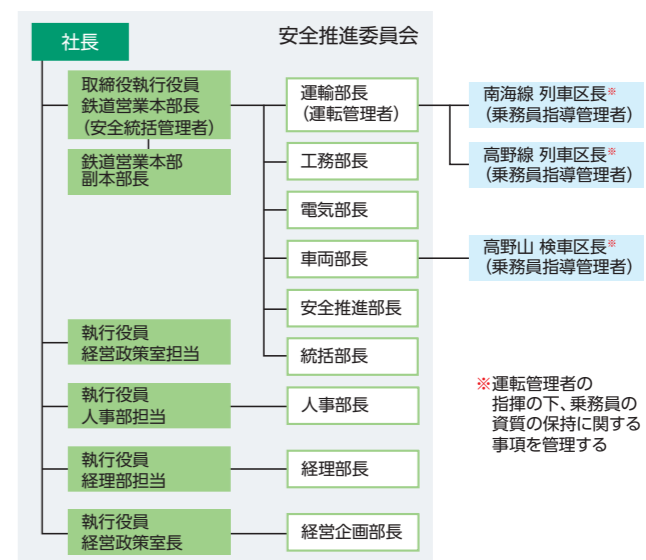 社長
安全推進委員会
取締役執行役員
鉄道営業本部長
(安全統括管理者)
鉄道営業本部
副本部長
執行役員
経営政策室担当
執行役員
人事部担当
執行役員
経理部担当
執行役員
経営政策室長
運輸部長
(運転管理者)
工務部長
電気部長
車両部長
安全推進部長
統括部長
人事部長
経理部長
経営企画部長
南海線 列車区長※
(乗務員指導管理者)
高野線 列車区長※
(乗務員指導管理者)
高野山 検車区長※
(乗務員指導管理者)
※運転管理者の
指揮の下、乗務員の
資質の保持に関する
事項を管理する